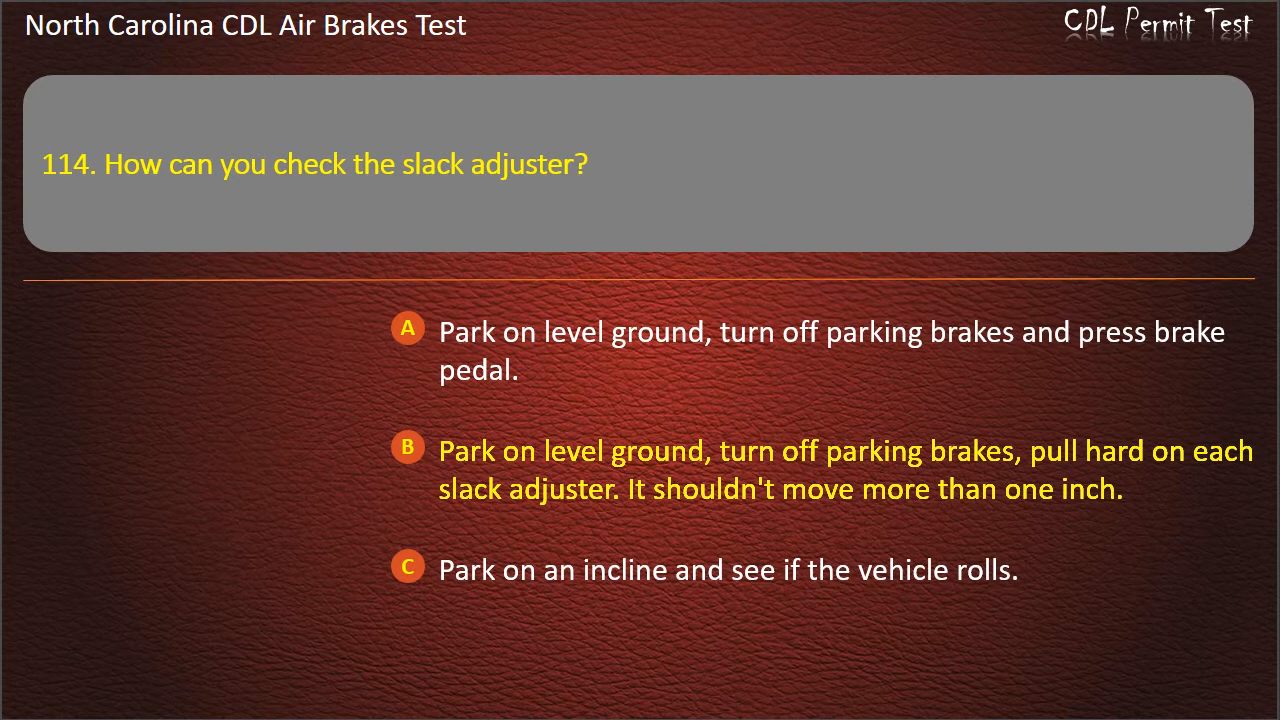 North Carolina CDL Air Brakes Test
CDL Permit Test
114. How can you check the slack adjuster?
A Park on level ground, turn off parking brakes and press brake
pedal.
B Park on level ground, turn off parking brakes, pull hard on each
slack adjuster. It shouldn't move more than one inch.
C Park on an incline and see if the vehicle rolls.